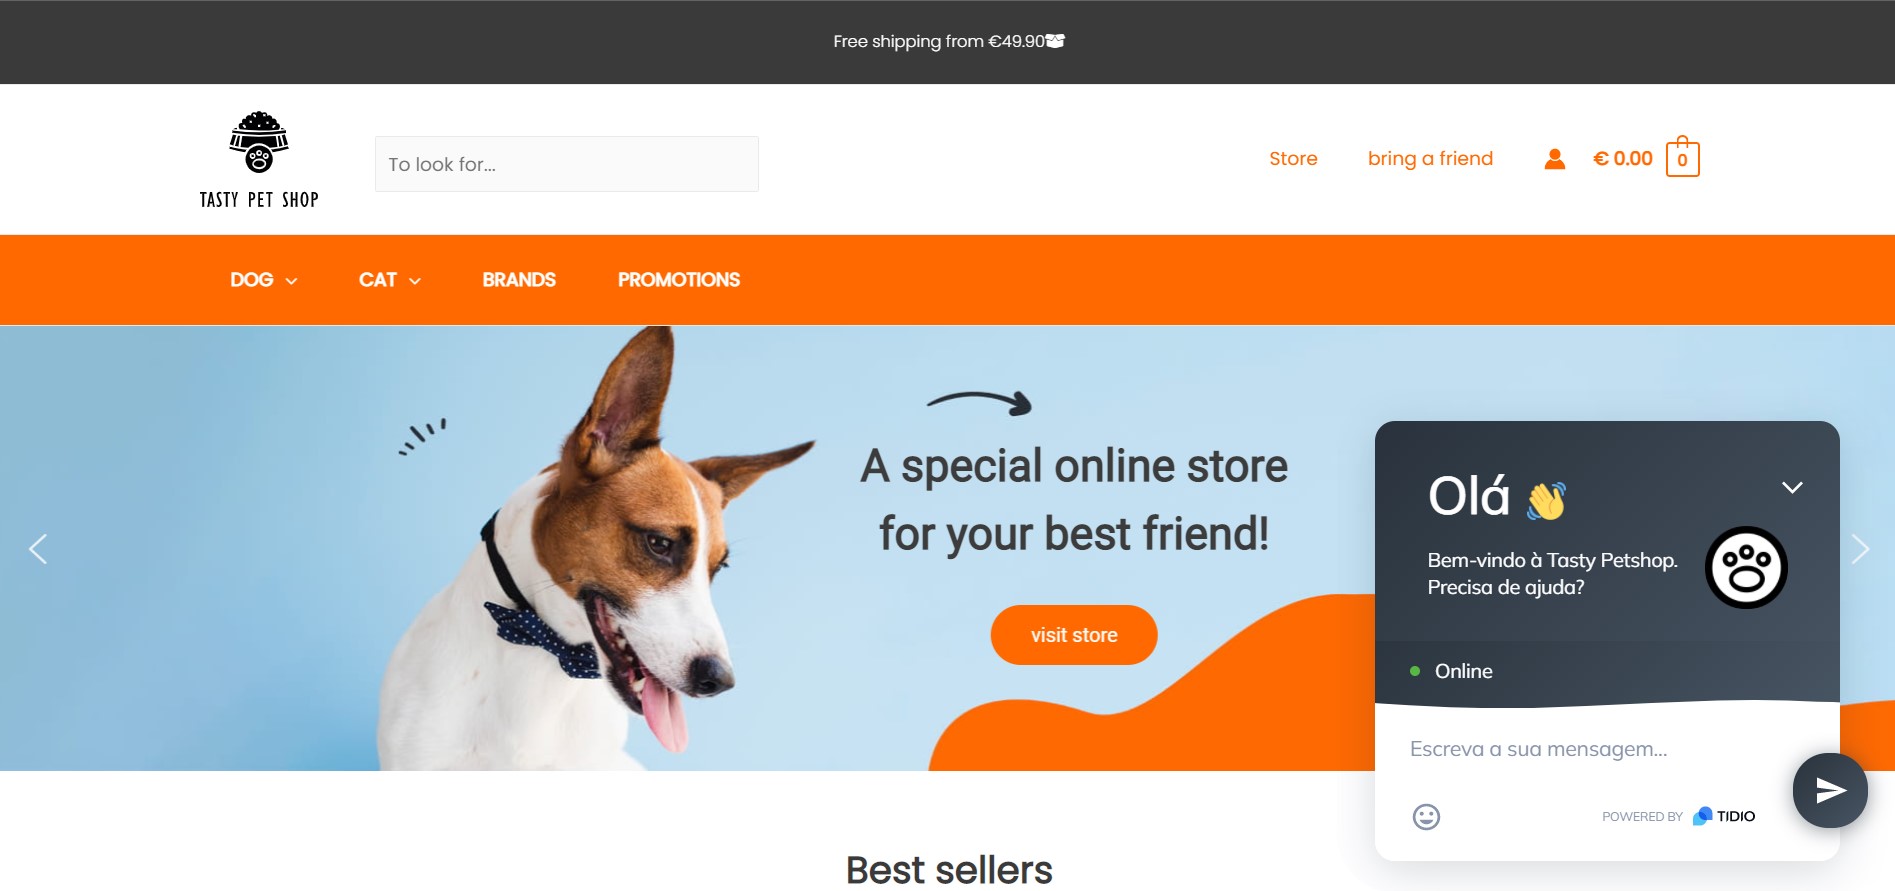 Free shipping from €49.90
TASTY PET SHOP
To look for...
Store
bring a friend
€ 0.00
0
DOG
CAT
BRANDS
PROMOTIONS
A special online store
for your best friend!
visit store
Olá 👋
Bem-vindo à Tasty Petshop.
Precisa de ajuda?
Online
Escreva a sua mensagem...
POWERED BY TIDIO
Best sellers